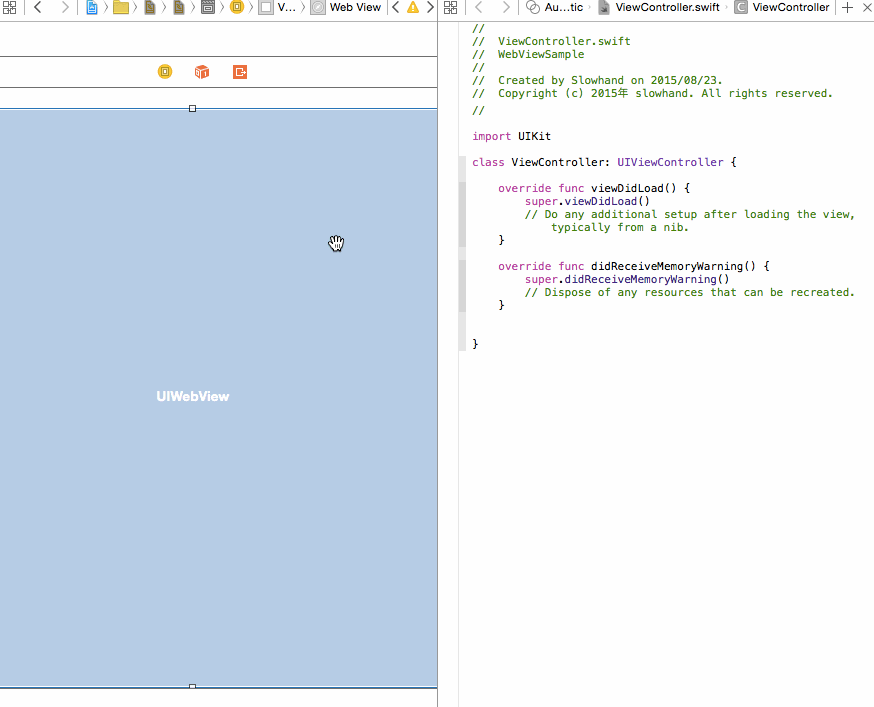 V... Web View
Au...tic ViewController.swift ViewController
//
// ViewController.swift
// WebViewSample
//
// Created by Slowhand on 2015/08/23.
// Copyright (c) 2015年 slowhand. All rights reserved.
//
import UIKit
class ViewController: UIViewController {
override func viewDidLoad() {
super.viewDidLoad()
// Do any additional setup after loading the view,
typically from a nib.
}
override func didReceiveMemoryWarning() {
super.didReceiveMemoryWarning()
// Dispose of any resources that can be recreated.
}
}
UIWebView